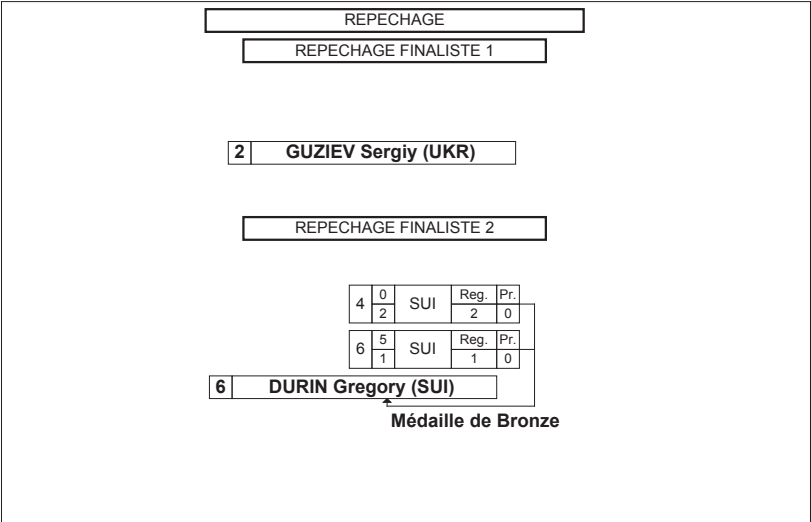 REPECHAGE
REPECHAGE FINALISTE 1
2 GUZIEV Sergiy (UKR)
REPECHAGE FINALISTE 2
4 0 SUI Reg. Pr.
2 2 0
6 5 SUI Reg. Pr.
1 1 0
6 DURIN Gregory (SUI)
Médaille de Bronze